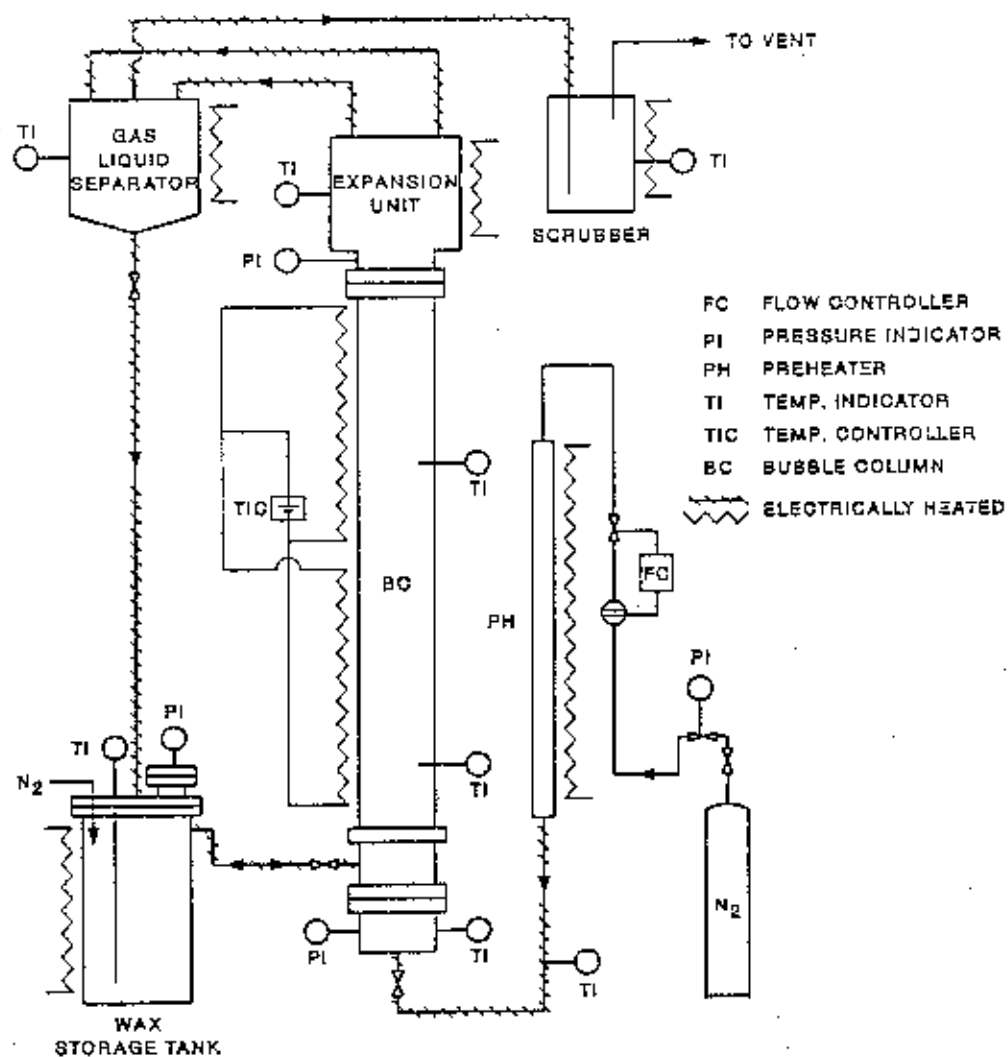 TO VENT
TI
GAS
LIQUID
SEPARATOR
TI
EXPANSION
UNIT
TI
SCRUBBER
PI
FC FLOW CONTROLLER
PI PRESSURE INDICATOR
PH PREHEATER
TI TEMP. INDICATOR
TIC TEMP. CONTROLLER
BC BUBBLE COLUMN
ELECTRICALLY HEATED
TI
TIC
BC
FC
PH
PI
PI
TI
TI
N2
N2
PI
TI
TI
WAX
STORAGE TANK